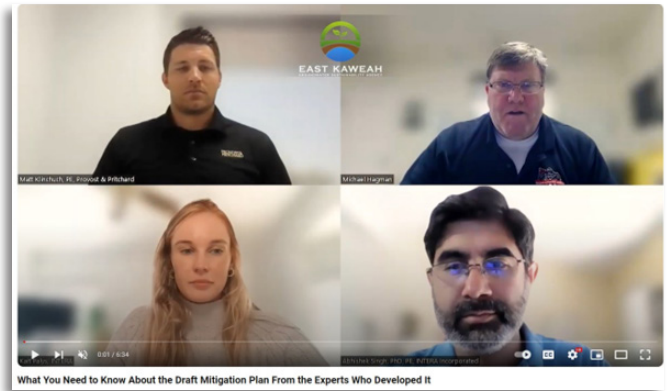 EAST KAWEAH
Matt Klinchuch, PE, Provost & Pritchard
Michael Hagman
Abhishek Singh, PhD, PE, INTERA Incorporated
0:01 / 6:34
CC
What You Need to Know About the Draft Mitigation Plan From the Experts Who Developed It